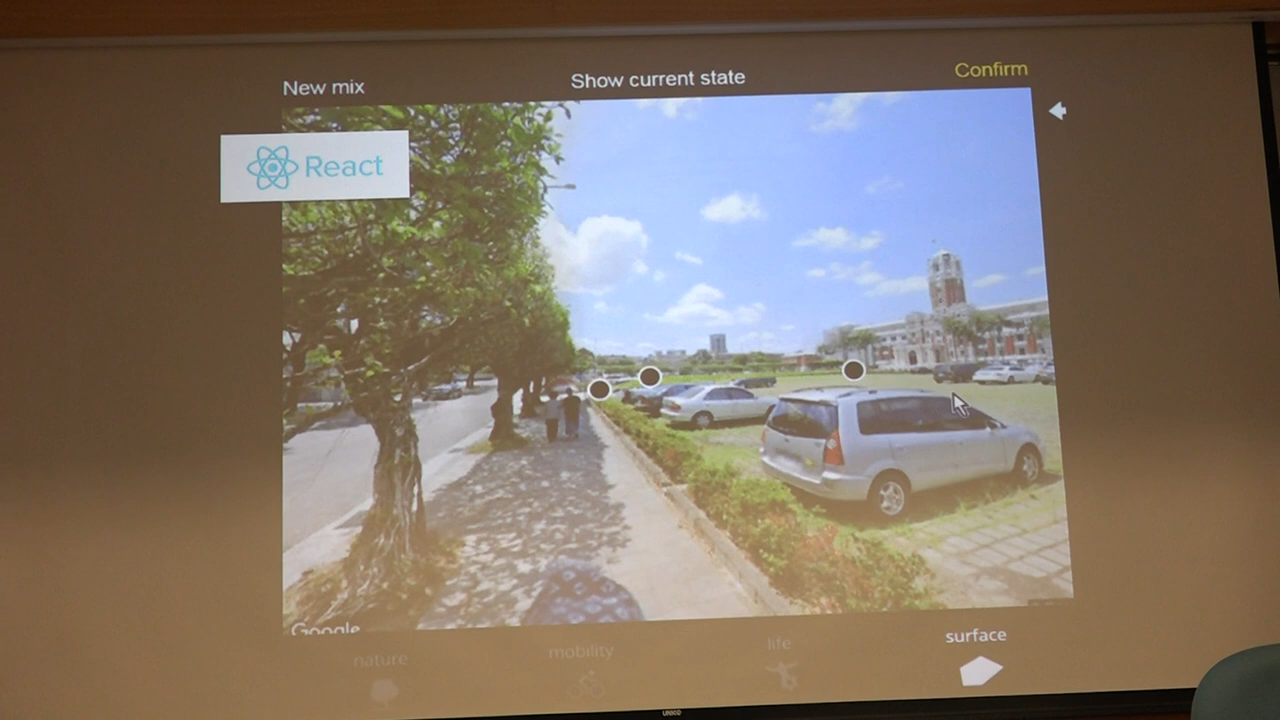 New mix
Show current state
Confirm
React
Google
nature
mobility
life
surface